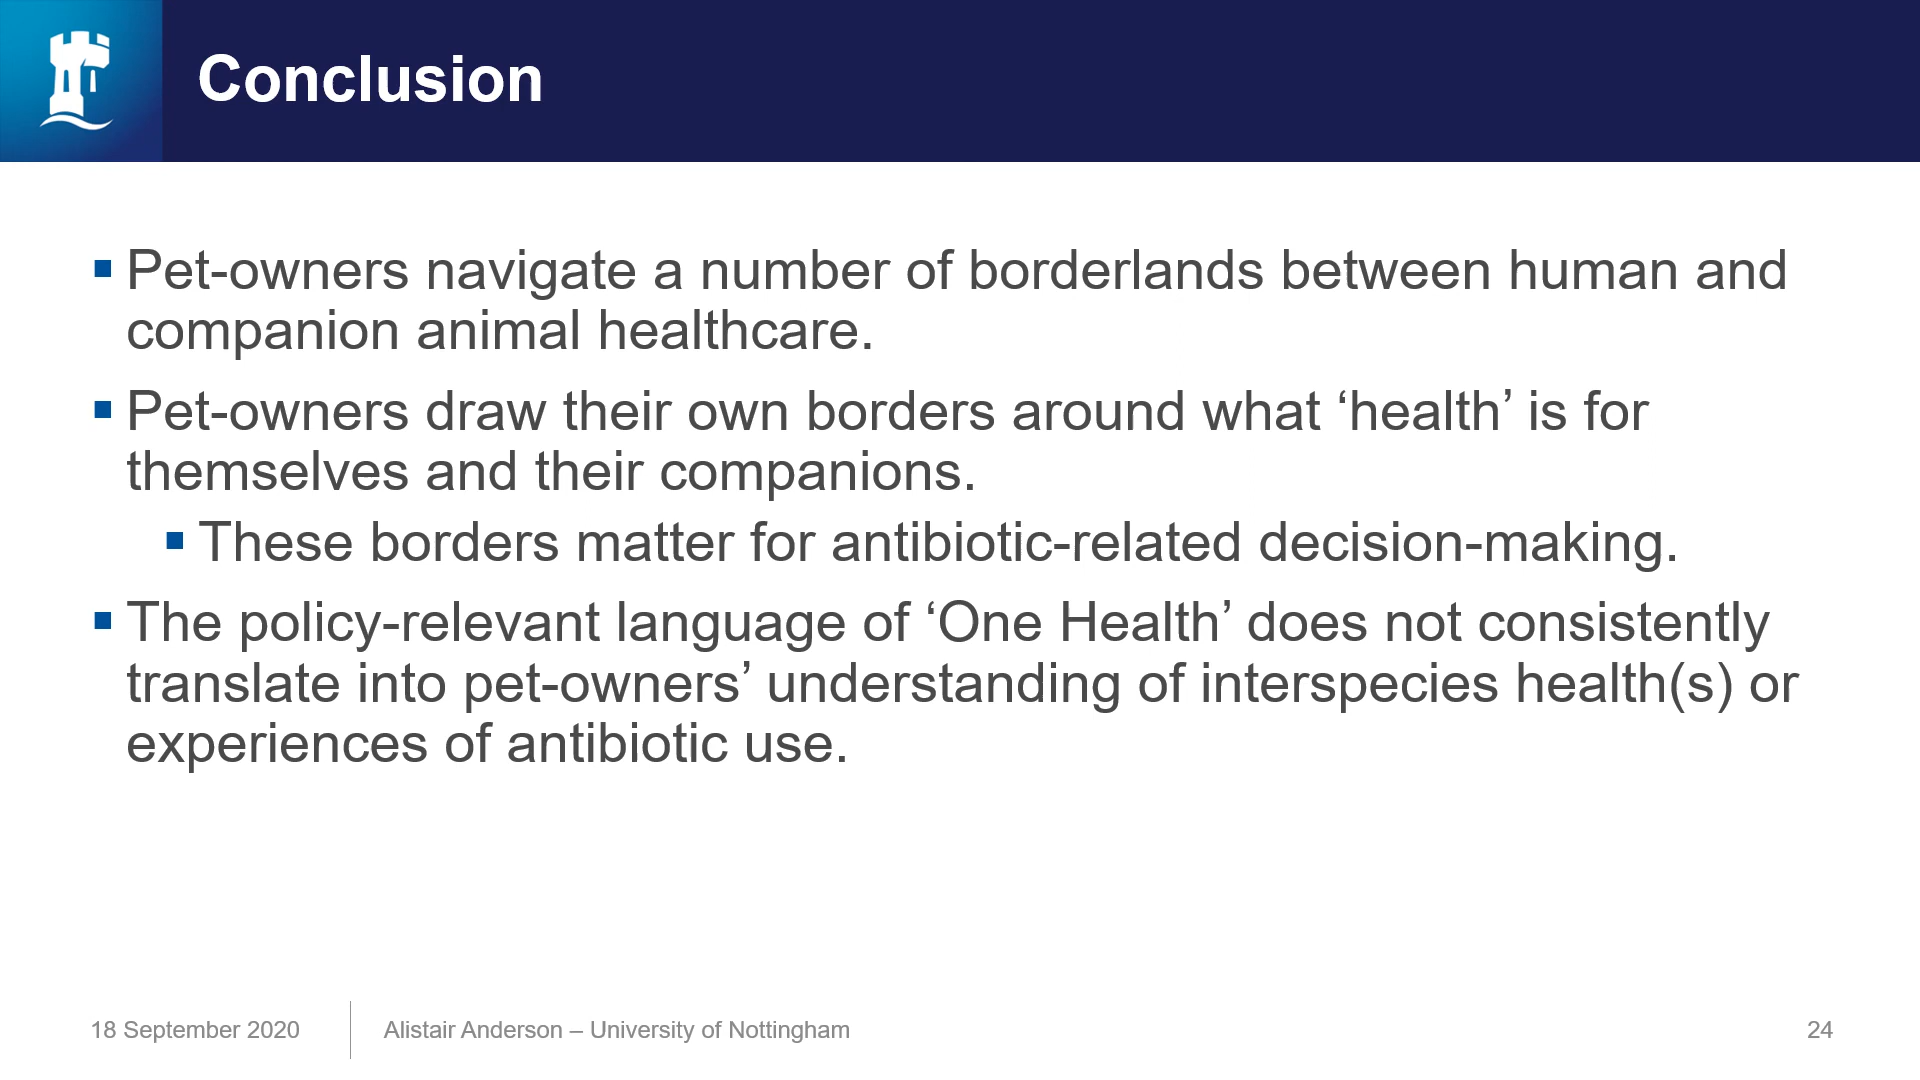 Conclusion
▪ Pet-owners navigate a number of borderlands between human and
companion animal healthcare.
▪ Pet-owners draw their own borders around what ‘health’ is for
themselves and their companions.
▪ These borders matter for antibiotic-related decision-making.
▪ The policy-relevant language of ‘One Health’ does not consistently
translate into pet-owners’ understanding of interspecies health(s) or
experiences of antibiotic use.
18 September 2020
Alistair Anderson – University of Nottingham
24